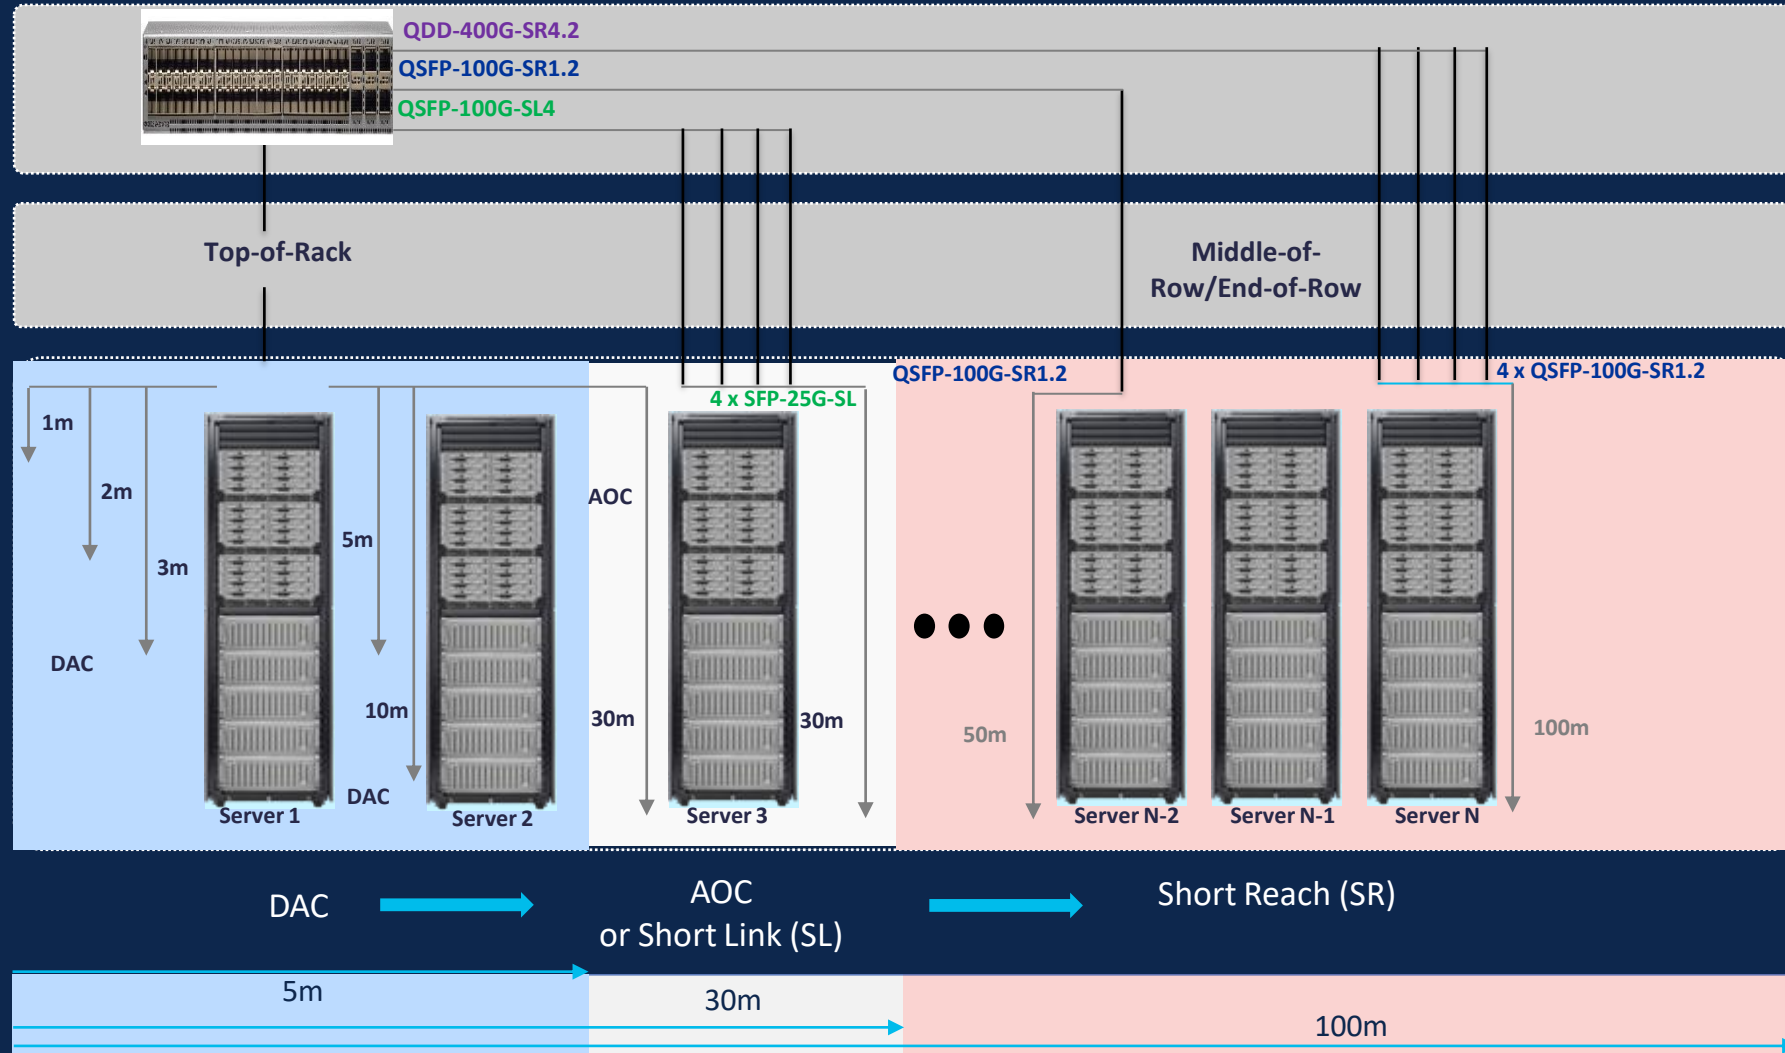 QDD-400G-SR4.2
QSFP-100G-SR1.2
QSFP-100G-SL4
Top-of-Rack
Middle-of-
Row/End-of-Row
QSFP-100G-SR1.2
4 x QSFP-100G-SR1.2
4 x SFP-25G-SL
1m
2m
3m
DAC
5m
10m
DAC
AOC
30m
30m
50m
100m
Server 1
Server 2
Server 3
Server N-2
Server N-1
Server N
DAC
AOC
or Short Link (SL)
Short Reach (SR)
5m
30m
100m